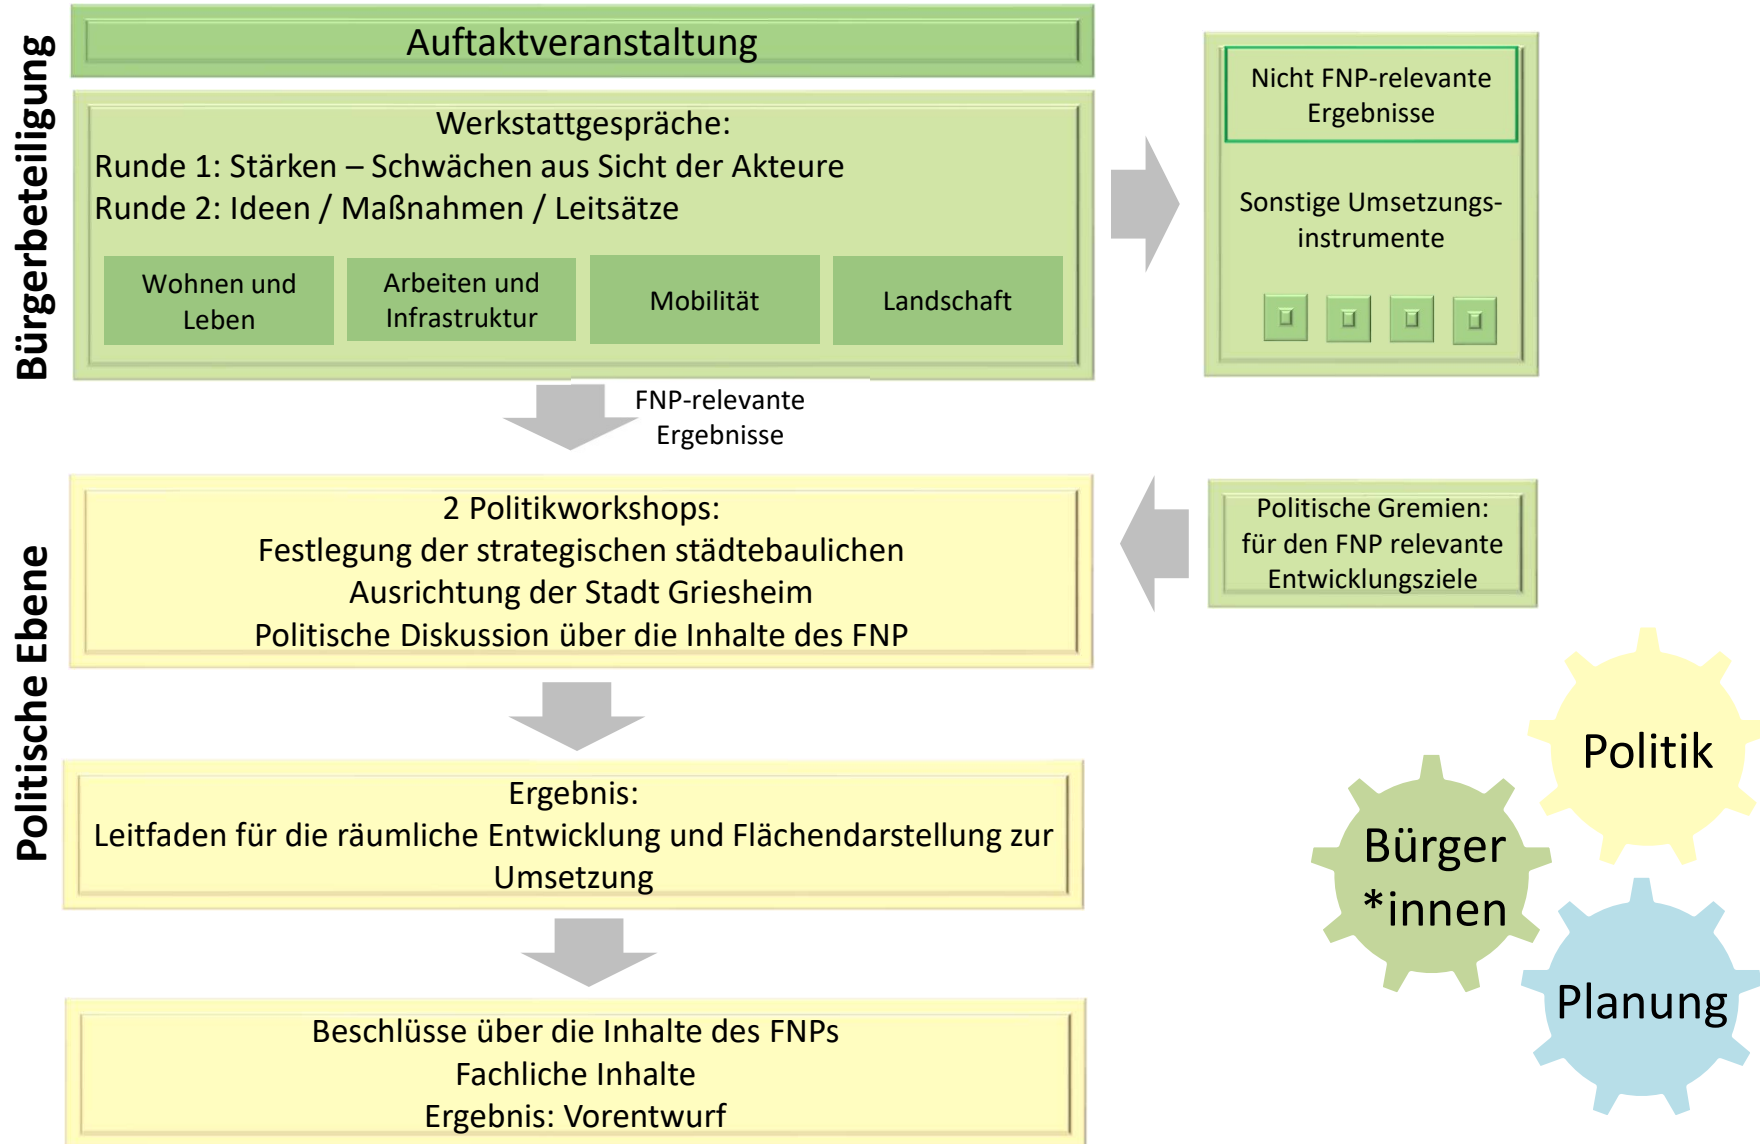 Bürgerbeteiligung
Auftaktveranstaltung
Werkstattgespräche:
Runde 1: Stärken – Schwächen aus Sicht der Akteure
Runde 2: Ideen / Maßnahmen / Leitsätze
Wohnen und
Leben
Arbeiten und
Infrastruktur
Mobilität
Landschaft
Nicht FNP-relevante
Ergebnisse
Sonstige Umsetzungs-
instrumente
FNP-relevante
Ergebnisse
Politische Ebene
2 Politikworkshops:
Festlegung der strategischen städtebaulichen
Ausrichtung der Stadt Griesheim
Politische Diskussion über die Inhalte des FNP
Politische Gremien:
für den FNP relevante
Entwicklungsziele
Ergebnis:
Leitfaden für die räumliche Entwicklung und Flächendarstellung zur
Umsetzung
Beschlüsse über die Inhalte des FNPs
Fachliche Inhalte
Ergebnis: Vorentwurf
Politik
Bürger
*innen
Planung